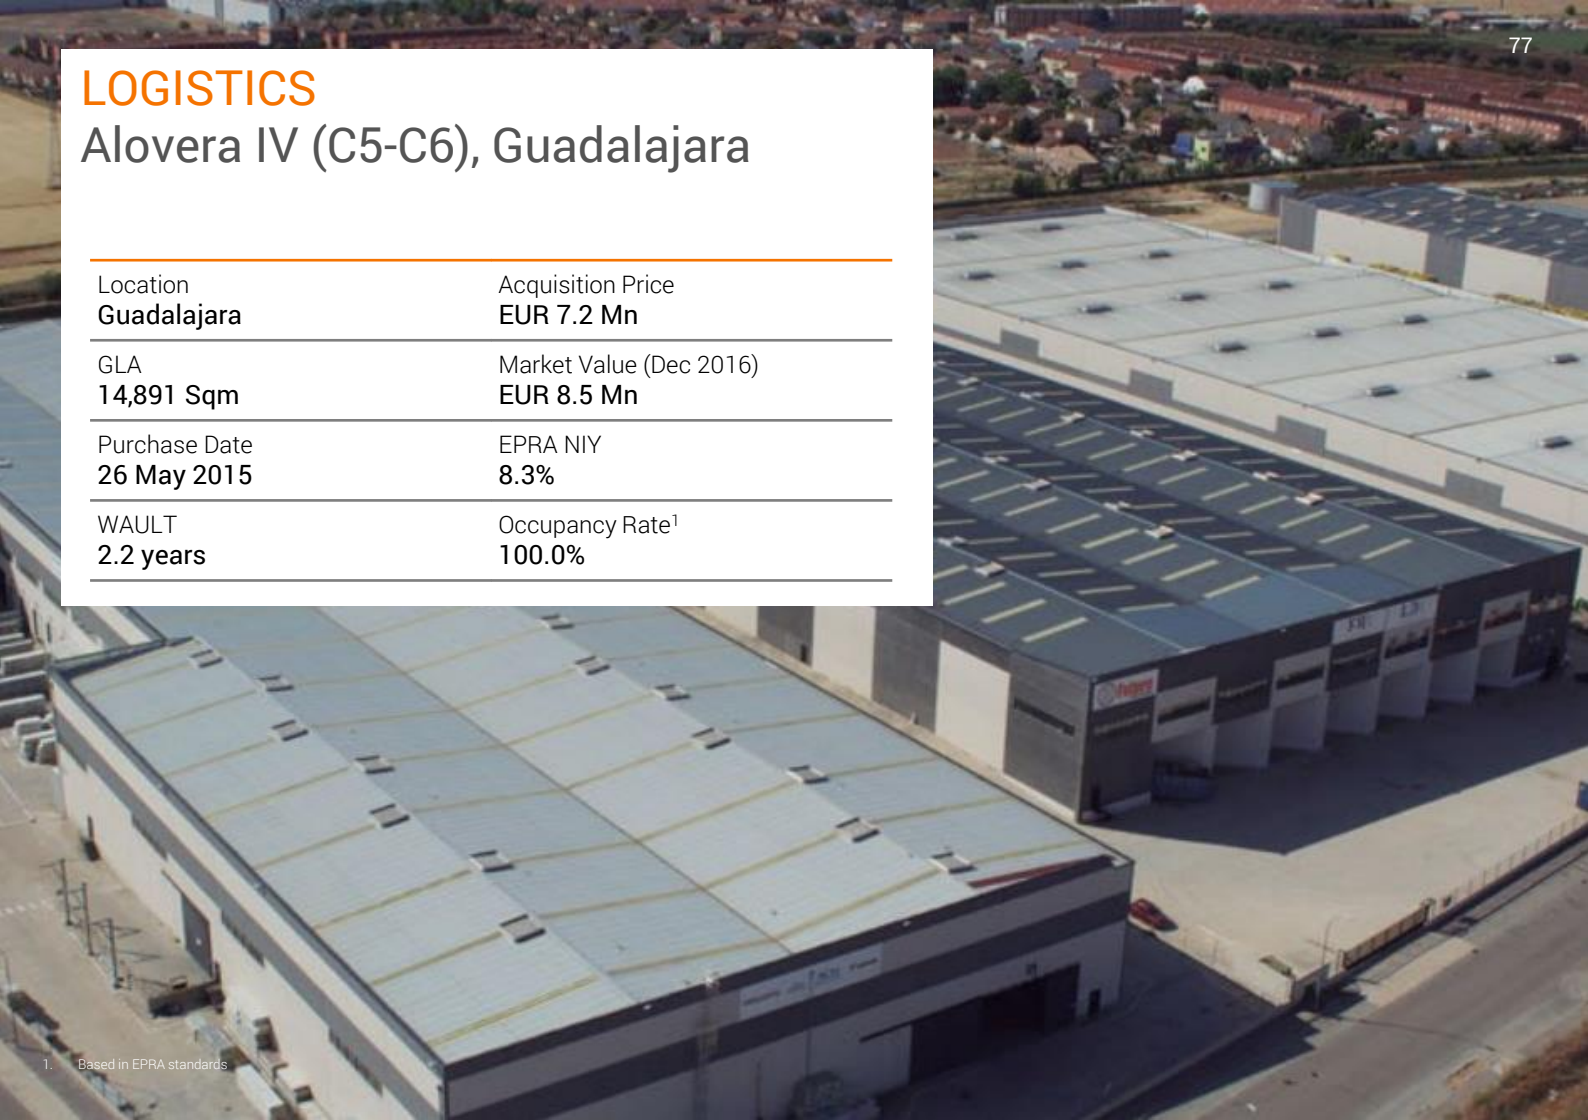 77
LOGISTICS
Alovera IV (C5-C6), Guadalajara
Location
Guadalajara
Acquisition Price
EUR 7.2 Mn
GLA
14,891 Sqm
Market Value (Dec 2016)
EUR 8.5 Mn
Purchase Date
26 May 2015
EPRA NIY
8.3%
WAULT
2.2 years
Occupancy Rate1
100.0%
1. Based in EPRA standards